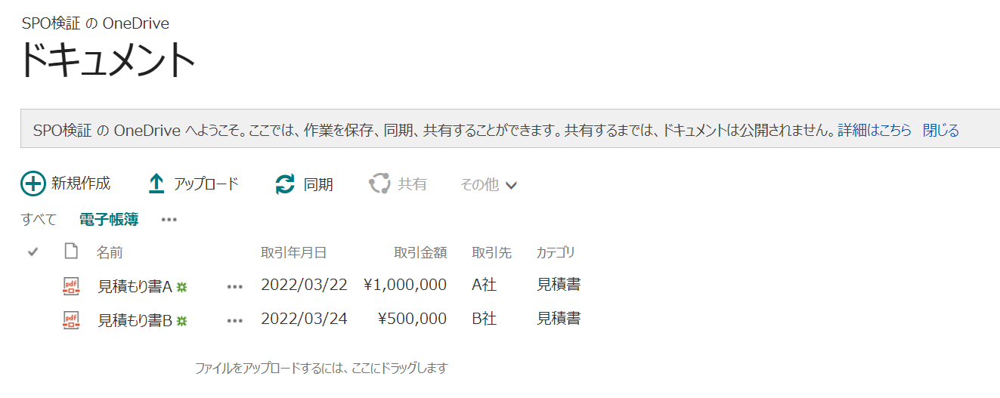 SPO検証 の OneDrive
ドキュメント
SPO検証 の OneDrive へようこそ。ここでは、作業を保存、同期、共有することができます。共有するまでは、ドキュメントは公開されません。詳細はこちら 閉じる
新規作成 アップロード 同期 共有 その他
すべて 電子帳簿 •••
名前 取引年月日 取引金額 取引先 カテゴリ
pdf 見積もり書A ••• 2022/03/22 ¥1,000,000 A社 見積書
pdf 見積もり書B ••• 2022/03/24 ¥500,000 B社 見積書
ファイルをアップロードするには、ここにドラッグします